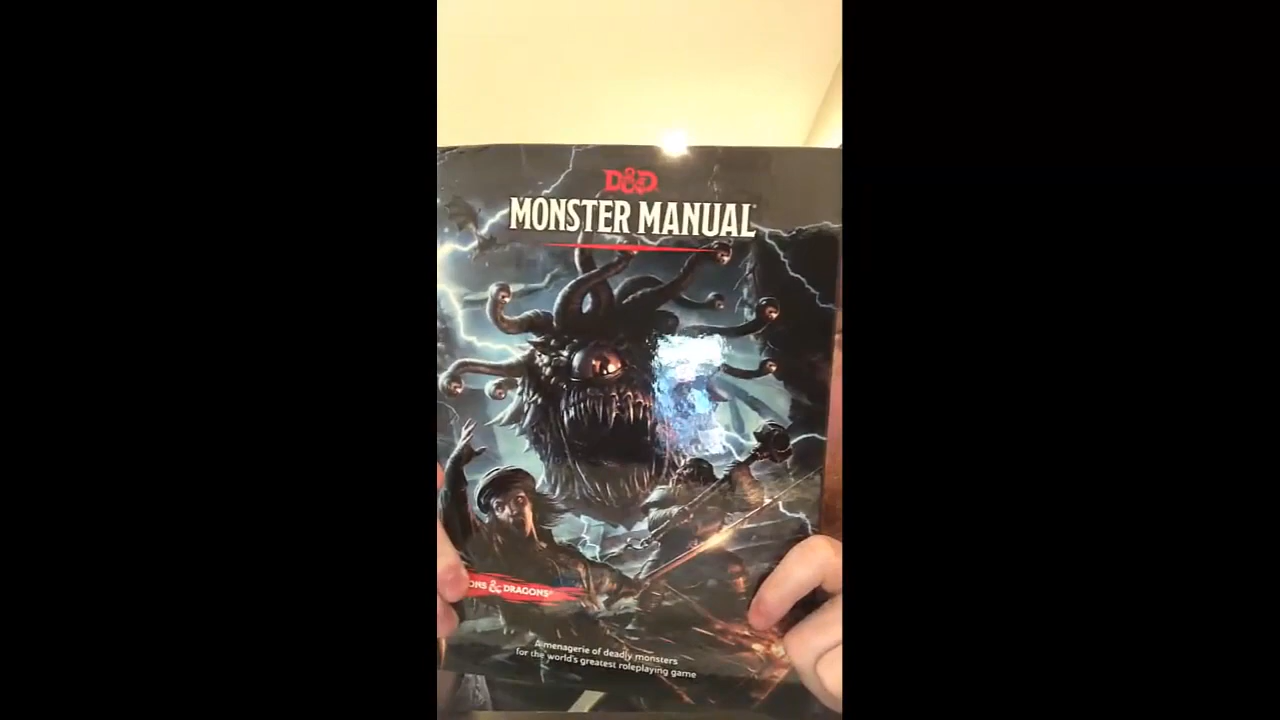 D&D
MONSTER MANUAL®
ONS & DRAGONS®
A menagerie of deadly monsters
for the world's greatest roleplaying game